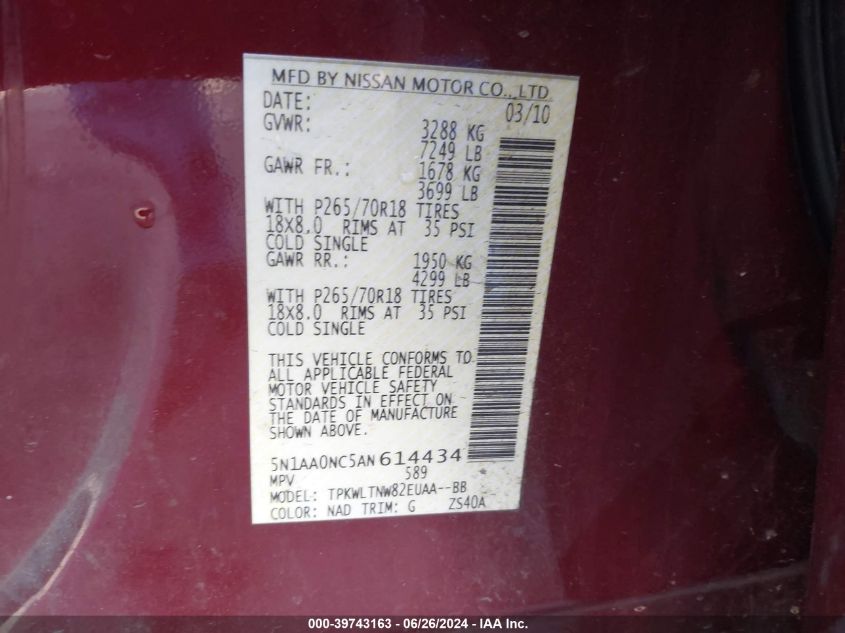 MFD BY NISSAN MOTOR CO., LTD
DATE: 03/10
GVWR: 3288 KG
7249 LB
GAWR FR.: 1678 KG
3699 LB
WITH P265/70R18 TIRES
18X8.0 RIMS AT 35 PSI
COLD SINGLE
GAWR RR.: 1950 KG
4299 LB
WITH P265/70R18 TIRES
18X8.0 RIMS AT 35 PSI
COLD SINGLE
THIS VEHICLE CONFORMS TO
ALL APPLICABLE FEDERAL
MOTOR VEHICLE SAFETY
STANDARDS IN EFFECT ON
THE DATE OF MANUFACTURE
SHOWN ABOVE.
5N1AA0NC5AN614434
MPV 589
MODEL: TPKWLTNW82EUAA--BB
COLOR: NAD TRIM: G ZS40A
000-39743163 - 06/26/2024 - IAA Inc.